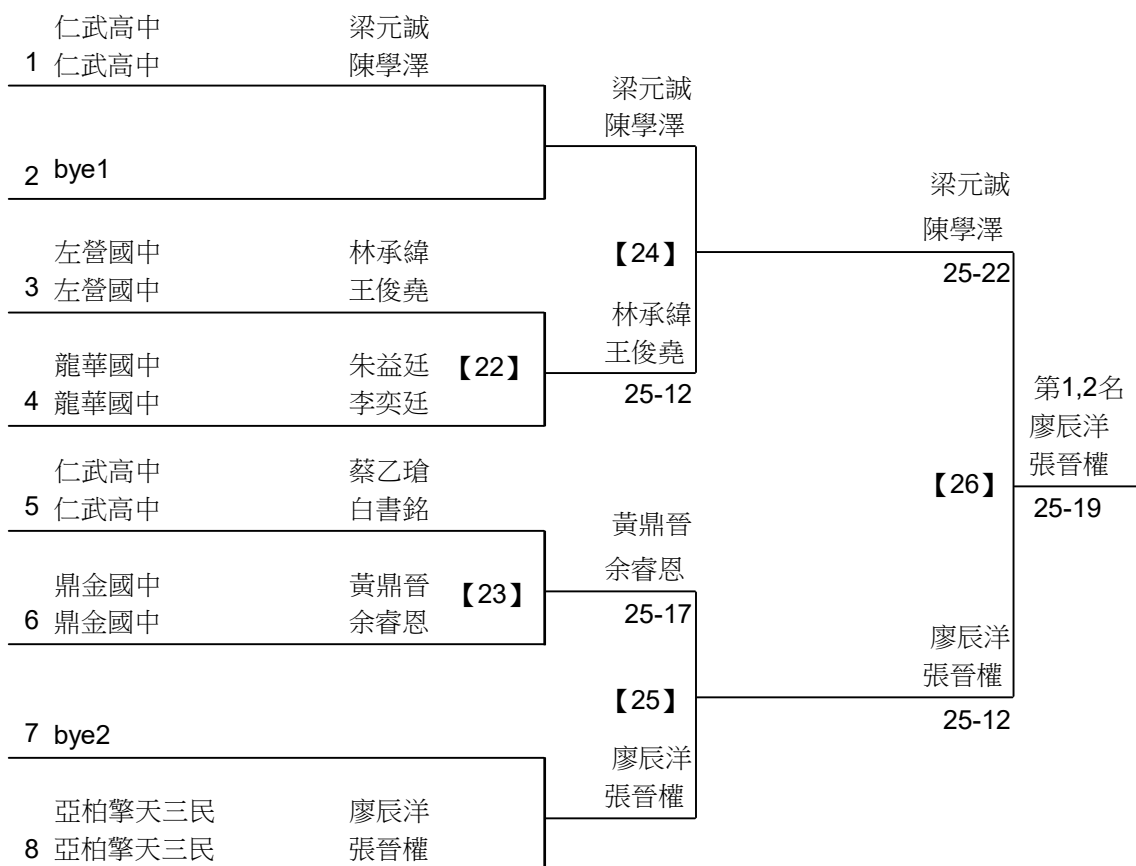 仁武高中 梁元誠
1 仁武高中 陳學澤
梁元誠
陳學澤
2 bye1
梁元誠
陳學澤
25-22
左營國中 林承緯
3 左營國中 王俊堯
【24】
林承緯
王俊堯
25-12
龍華國中 朱益廷 【22】
4 龍華國中 李奕廷
第1,2名
廖辰洋
張晉權
25-19
【26】
仁武高中 蔡乙瑲
5 仁武高中 白書銘
黃鼎晉
余睿恩
25-17
鼎金國中 黃鼎晉 【23】
6 鼎金國中 余睿恩
廖辰洋
張晉權
25-12
【25】
7 bye2
廖辰洋
張晉權
亞柏擎天三民 廖辰洋
8 亞柏擎天三民 張晉權